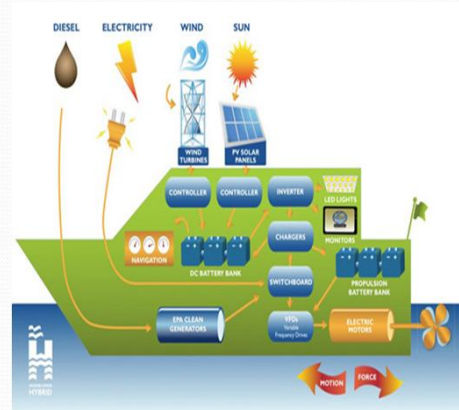 DIESEL
ELECTRICITY
WIND
SUN
WIND
TURBINES
PV SOLAR
PANELS
CONTROLLER
CONTROLLER
INVERTER
LED LIGHTS
MONITORS
NAVIGATION
DC BATTERY BANK
CHARGERS
PROPULSION
BATTERY BANK
SWITCHBOARD
EPA CLEAN
GENERATORS
VFDs
Variable
Frequency Drives
ELECTRIC
MOTORS
HYBRID
MOTION
FORCE